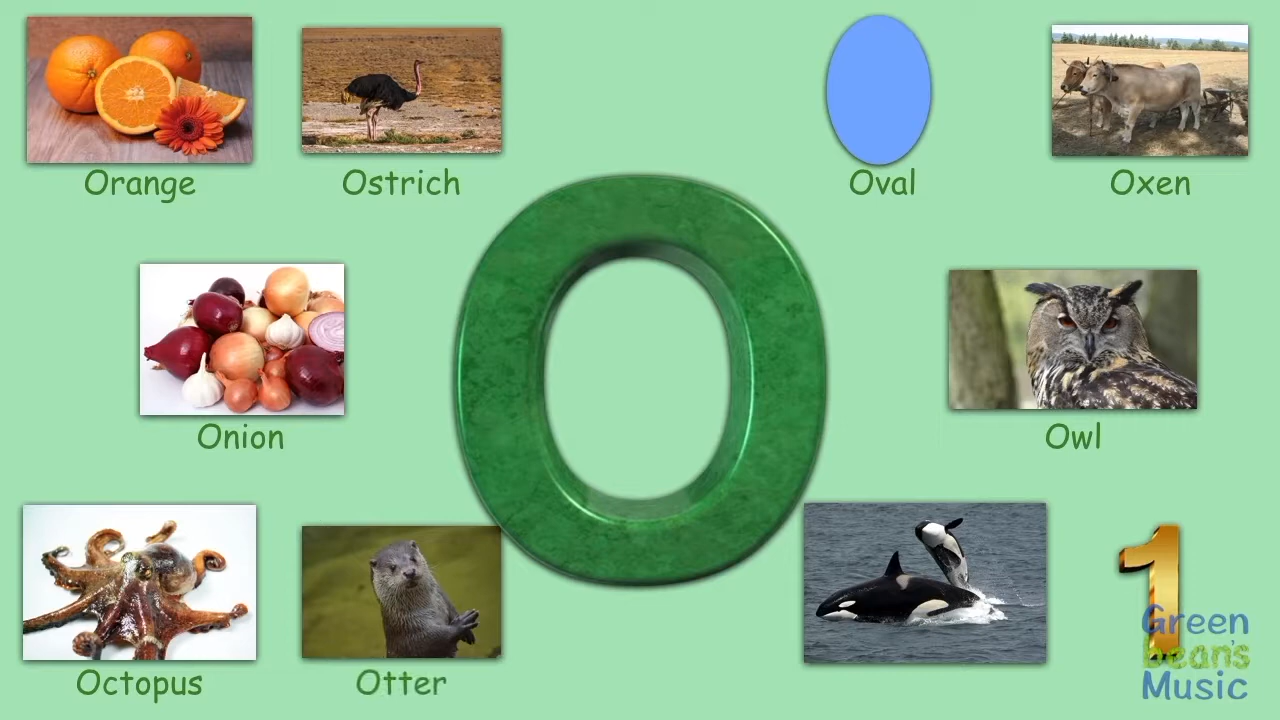 Orange
Ostrich
Oval
Oxen
O
Onion
Owl
Octopus
Otter
1
Green
bean's
Music